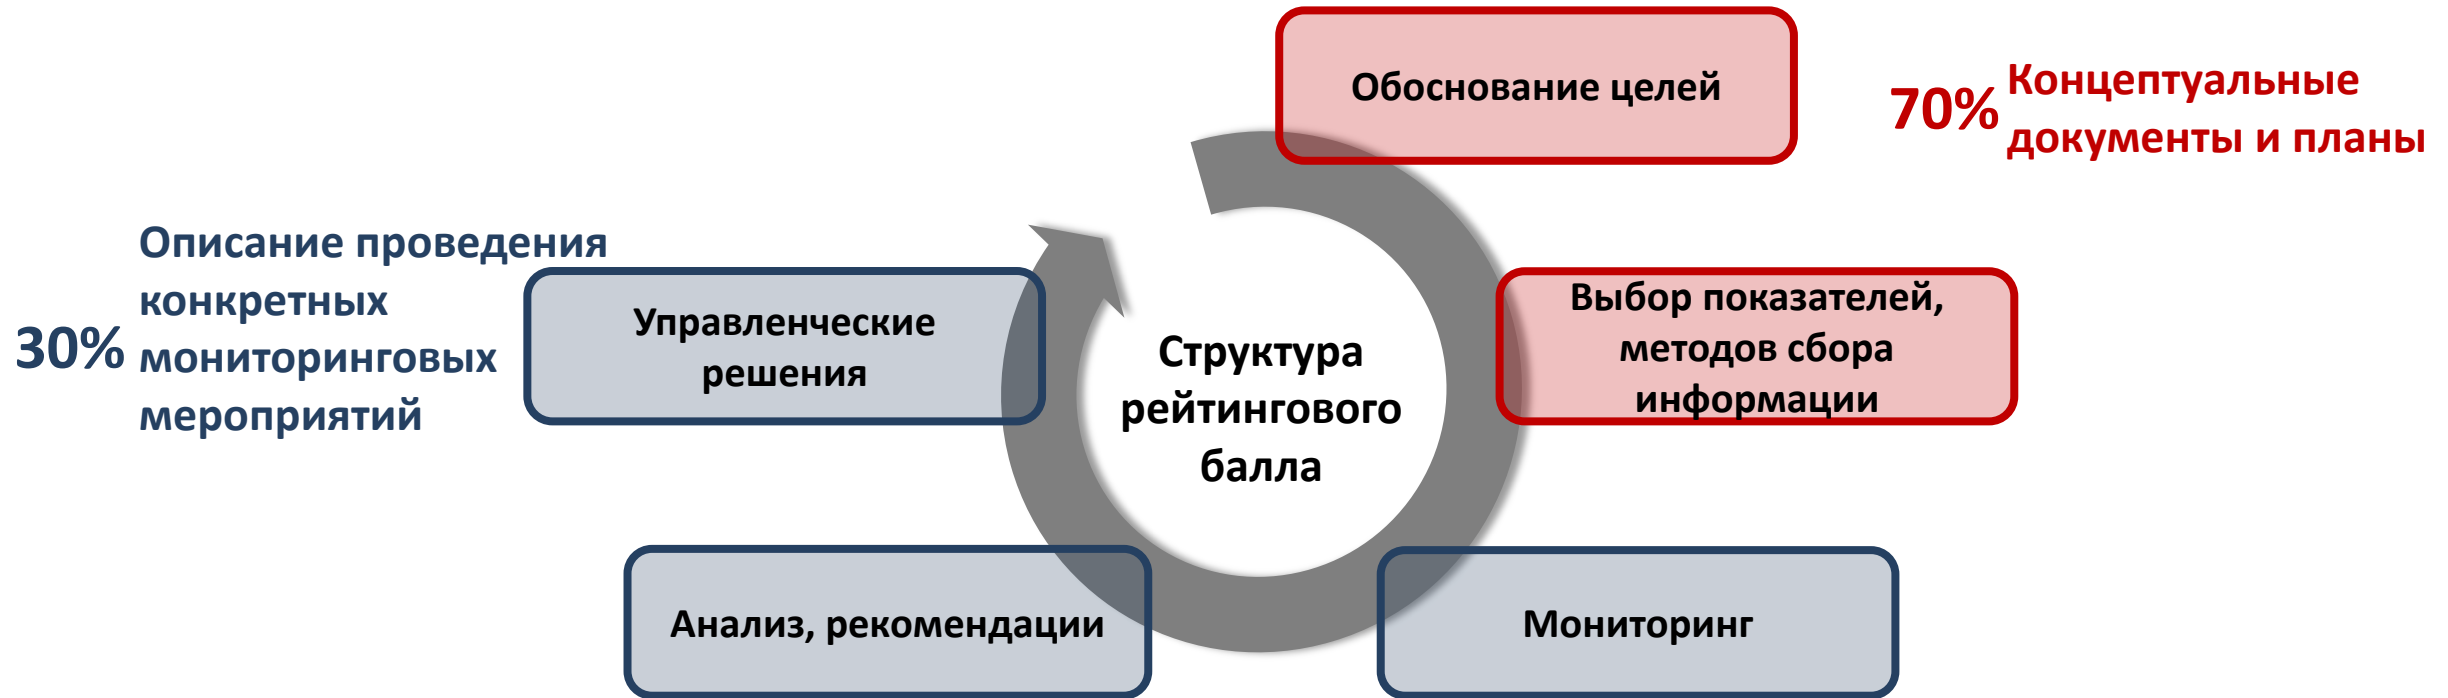 Обоснование целей
70%
Концептуальные
документы и планы
Описание проведения
конкретных
30%
мониторинговых
мероприятий
Управленческие
решения
Структура
рейтингового
балла
Выбор показателей,
методов сбора
информации
Анализ, рекомендации
Мониторинг